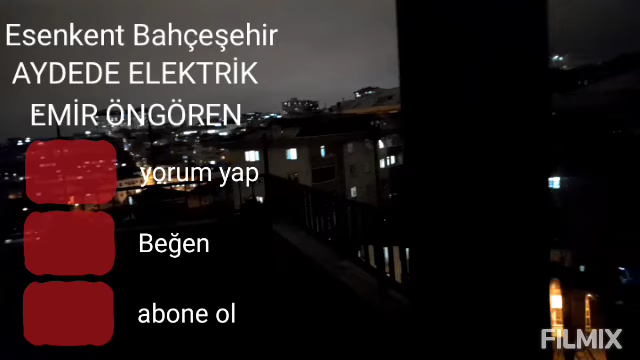 Esenkent Bahçeşehir
AYDEDE ELEKTRİK
EMİR ÖNGÖREN
yorum yap
Beğen
abone ol
FILMIX